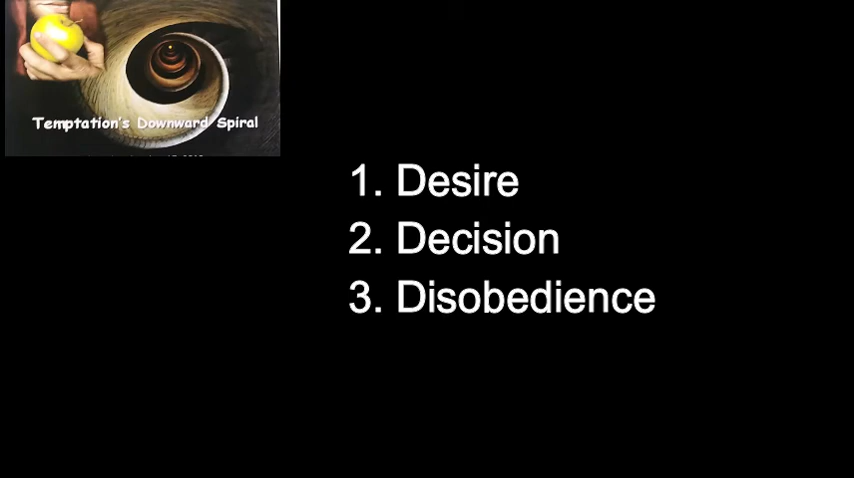 Temptation's Downward Spiral
1. Desire
2. Decision
3. Disobedience